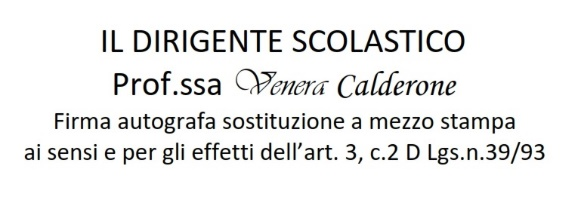 IL DIRIGENTE SCOLASTICO
Prof.ssa Venera Calderone
Firma autografa sostituzione a mezzo stampa
ai sensi e per gli effetti dell’art. 3, c.2 D Lgs.n.39/93